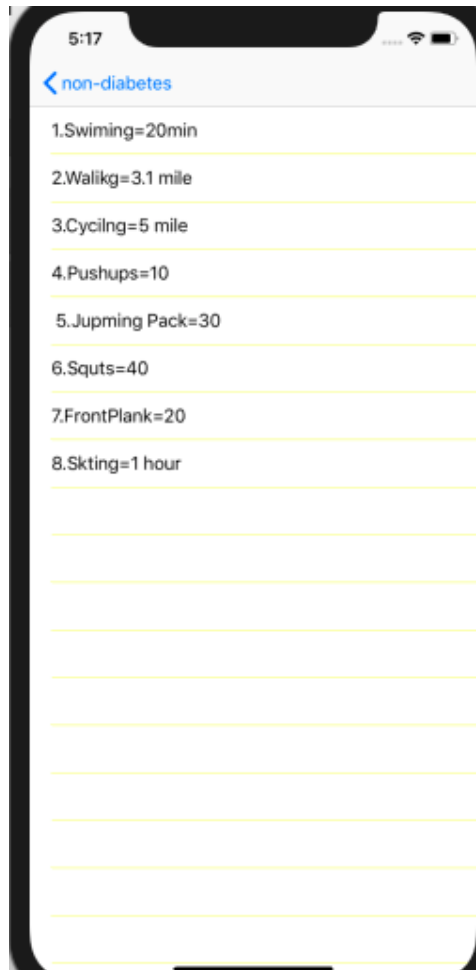 5:17
non-diabetes
1.Swiming=20min
2.Walikg=3.1 mile
3.Cycilng=5 mile
4.Pushups=10
5.Jupming Pack=30
6.Squts=40
7.FrontPlank=20
8.Skting=1 hour